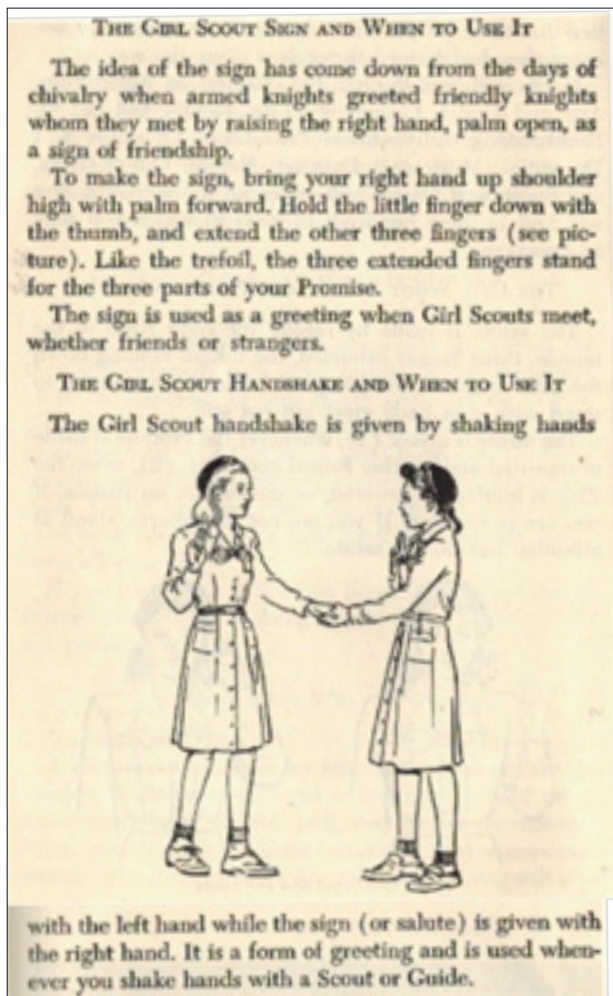 THE GIRL SCOUT SIGN AND WHEN TO USE IT
The idea of the sign has come down from the days of
chivalry when armed knights greeted friendly knights
whom they met by raising the right hand, palm open, as
a sign of friendship.
To make the sign, bring your right hand up shoulder
high with palm forward. Hold the little finger down with
the thumb, and extend the other three fingers (see pic-
ture). Like the trefoil, the three extended fingers stand
for the three parts of your Promise.
The sign is used as a greeting when Girl Scouts meet,
whether friends or strangers.
THE GIRL SCOUT HANDSHAKE AND WHEN TO USE IT
The Girl Scout handshake is given by shaking hands
with the left hand while the sign (or salute) is given with
the right hand. It is a form of greeting and is used when-
ever you shake hands with a Scout or Guide.